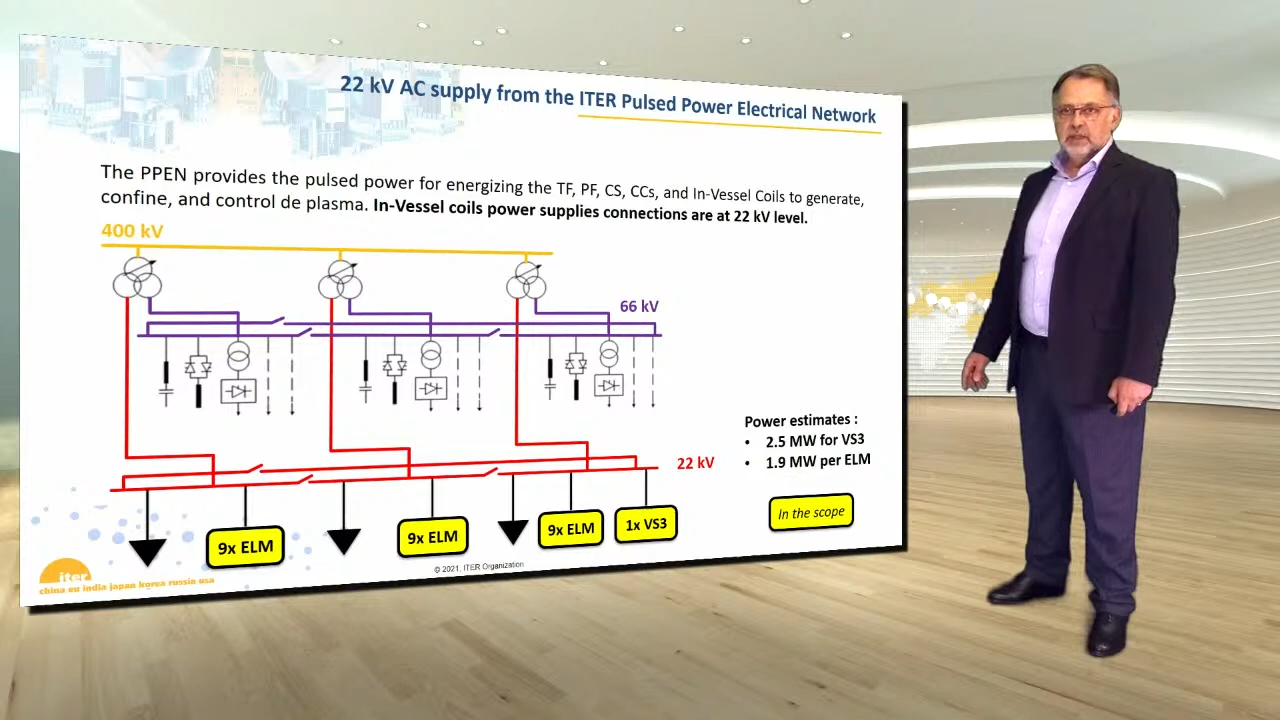 22 kV AC supply from the ITER Pulsed Power Electrical Network
The PPEN provides the pulsed power for energizing the TF, PF, CS, CCs, and In-Vessel Coils to generate,
confine, and control de plasma. In-Vessel coils power supplies connections are at 22 kV level.
400 kV
66 kV
Power estimates :
• 2.5 MW for VS3
• 1.9 MW per ELM
22 kV
In the scope
9x ELM
9x ELM
9x ELM
1x VS3
© 2021, ITER Organization
iter
china eu india japan korea russia usa